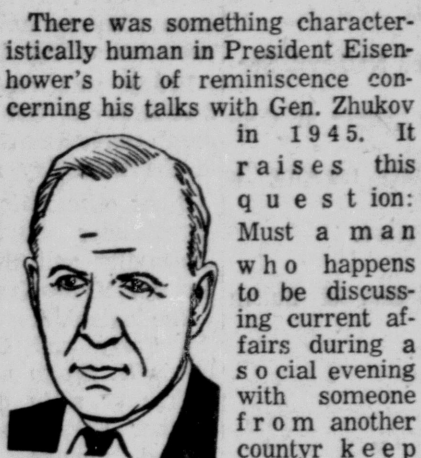 There was something character-
istically human in President Eisen-
hower's bit of reminiscence con-
cerning his talks with Gen. Zhukov
in 1945. It
raises this
question:
Must a man
who happens
to be discuss-
ing current af-
fairs during a
social evening
with someone
from another
countyr keep